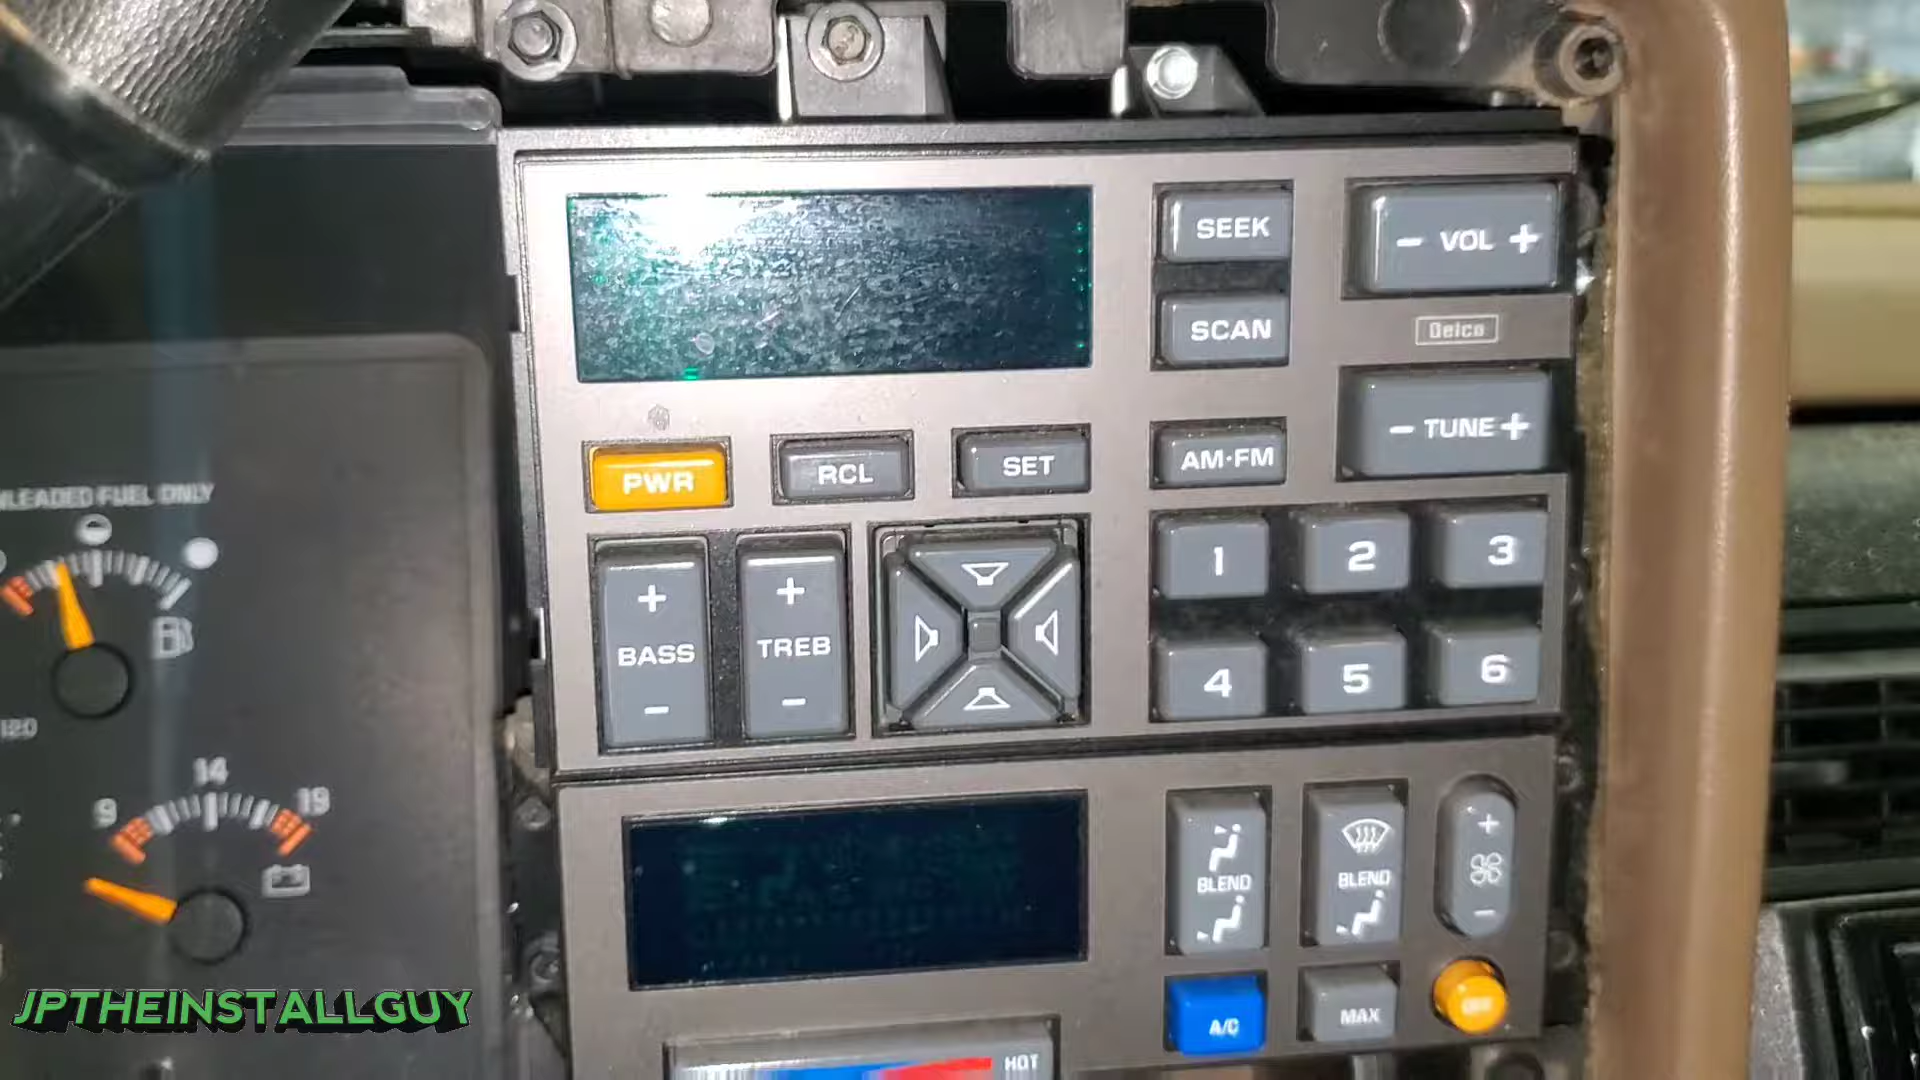 SEEK
- VOL +
SCAN
Delco
- TUNE +
PWR
RCL
SET
AM·FM
UNLEADED FUEL ONLY
+
BASS
-
+
TREB
-
1
2
3
4
5
6
120
9
14
19
BLEND
BLEND
+
-
A/C
MAX
HOT
JPTHEINSTALLGUY